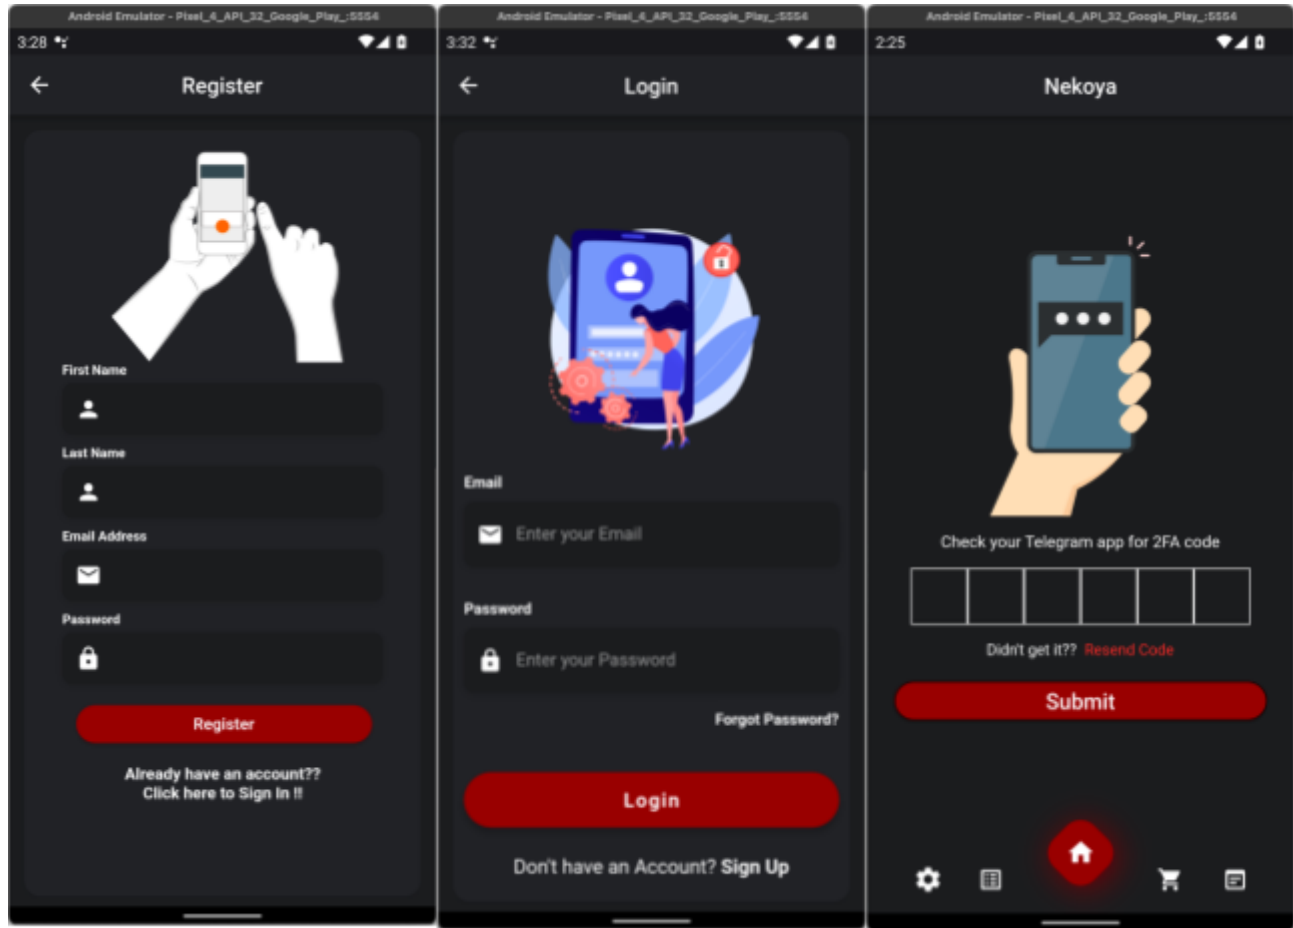 Android Emulator - Pixel_4_API_32_Google_Play_:5554
3:28
Register
First Name
Last Name
Email Address
Password
Register
Already have an account??
Click here to Sign In !!
Android Emulator - Pixel_4_API_32_Google_Play_:5554
3:32
Login
Email
Enter your Email
Password
Enter your Password
Forgot Password?
Login
Don't have an Account? Sign Up
Android Emulator - Pixel_4_API_32_Google_Play_:5554
2:25
Nekoya
Check your Telegram app for 2FA code
Didn't get it?? Resend Code
Submit